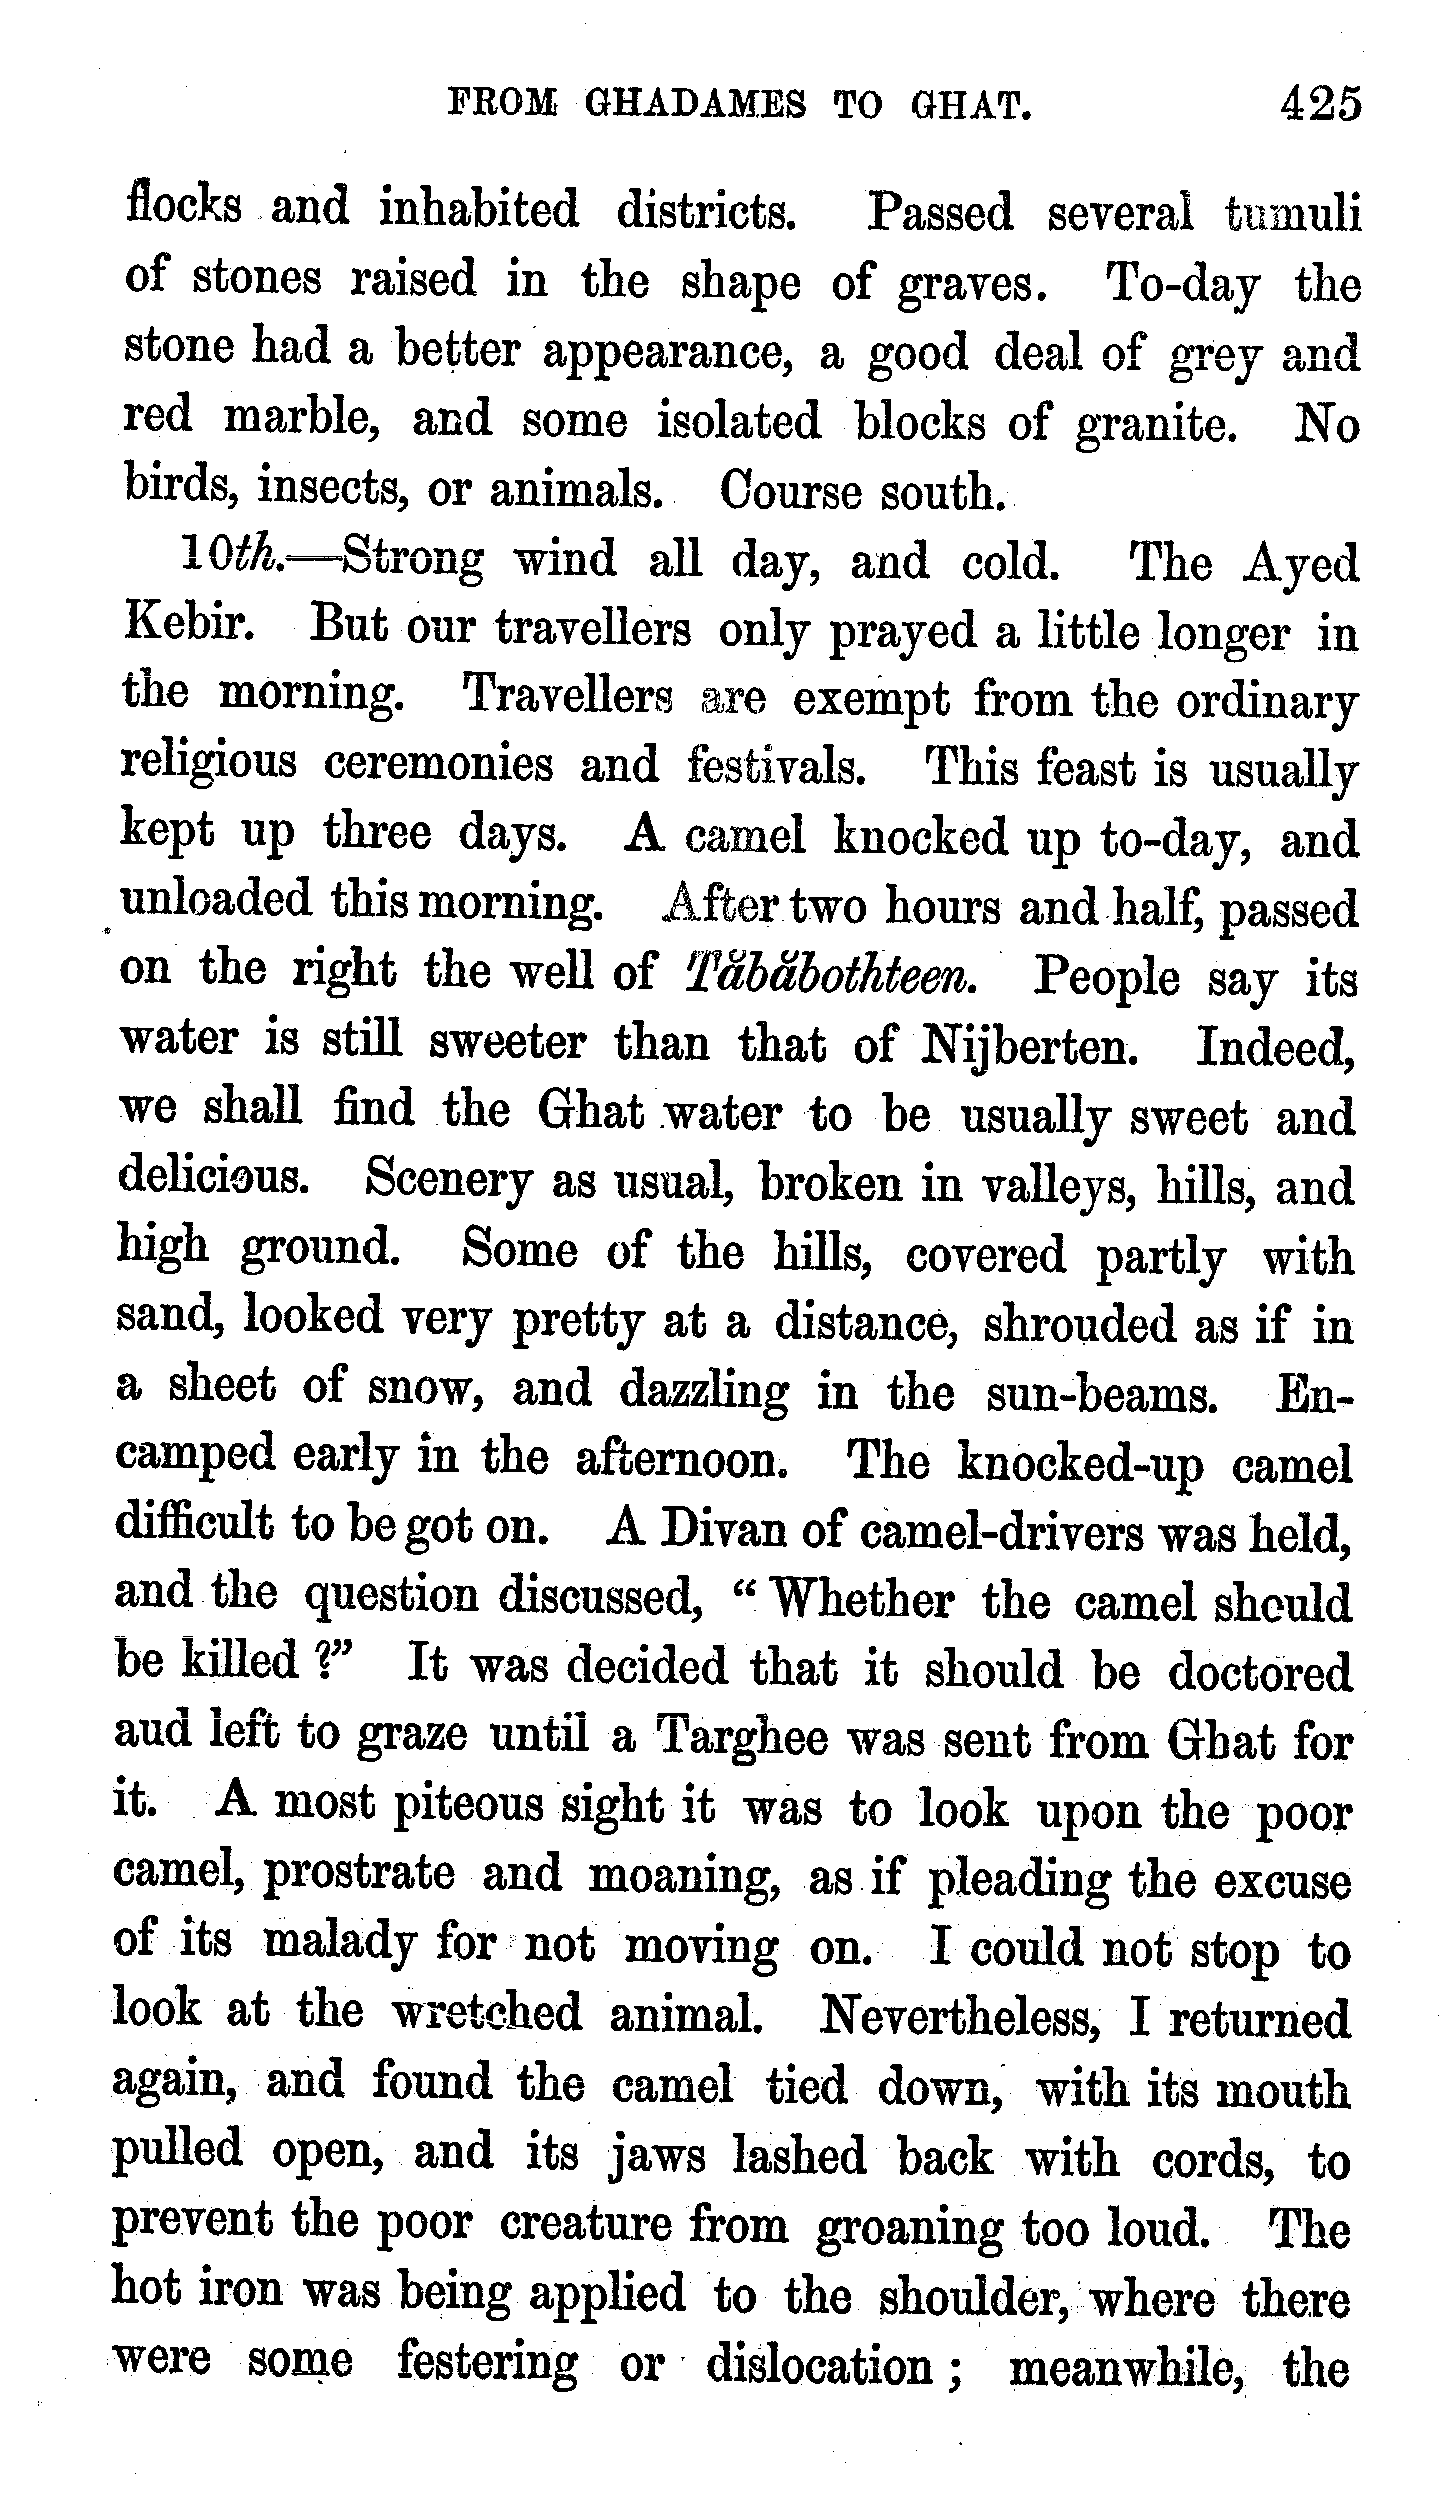 FROM GHADAMES TO GHAT. 425
flocks and inhabited districts. Passed several tumuli
of stones raised in the shape of graves. To-day the
stone had a better appearance, a good deal of grey and
red marble, and some isolated blocks of granite. No
birds, insects, or animals. Course south.
10th.—Strong wind all day, and cold. The Ayed
Kebir. But our travellers only prayed a little longer in
the morning. Travellers are exempt from the ordinary
religious ceremonies and festivals. This feast is usually
kept up three days. A camel knocked up to-day, and
unloaded this morning. After two hours and half, passed
on the right the well of Tăbăbothteen. People say its
water is still sweeter than that of Nijberten. Indeed,
we shall find the Ghat water to be usually sweet and
delicious. Scenery as usual, broken in valleys, hills, and
high ground. Some of the hills, covered partly with
sand, looked very pretty at a distance, shrouded as if in
a sheet of snow, and dazzling in the sun-beams. En-
camped early in the afternoon. The knocked-up camel
difficult to be got on. A Divan of camel-drivers was held,
and the question discussed, “Whether the camel should
be killed?” It was decided that it should be doctored
aud left to graze until a Targhee was sent from Ghat for
it. A most piteous sight it was to look upon the poor
camel, prostrate and moaning, as if pleading the excuse
of its malady for not moving on. I could not stop to
look at the wretched animal. Nevertheless, I returned
again, and found the camel tied down, with its mouth
pulled open, and its jaws lashed back with cords, to
prevent the poor creature from groaning too loud. The
hot iron was being applied to the shoulder, where there
were some festering or dislocation; meanwhile, the